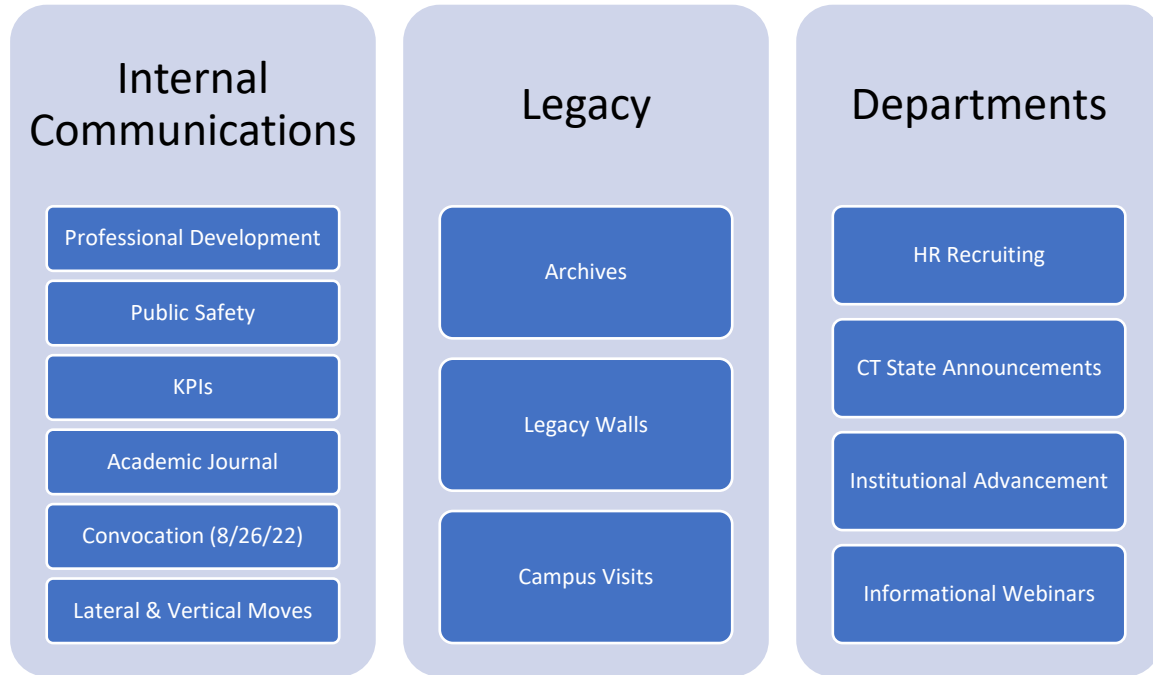 Internal
Communications
Professional Development
Public Safety
KPIs
Academic Journal
Convocation (8/26/22)
Lateral & Vertical Moves
Legacy
Archives
Legacy Walls
Campus Visits
Departments
HR Recruiting
CT State Announcements
Institutional Advancement
Informational Webinars